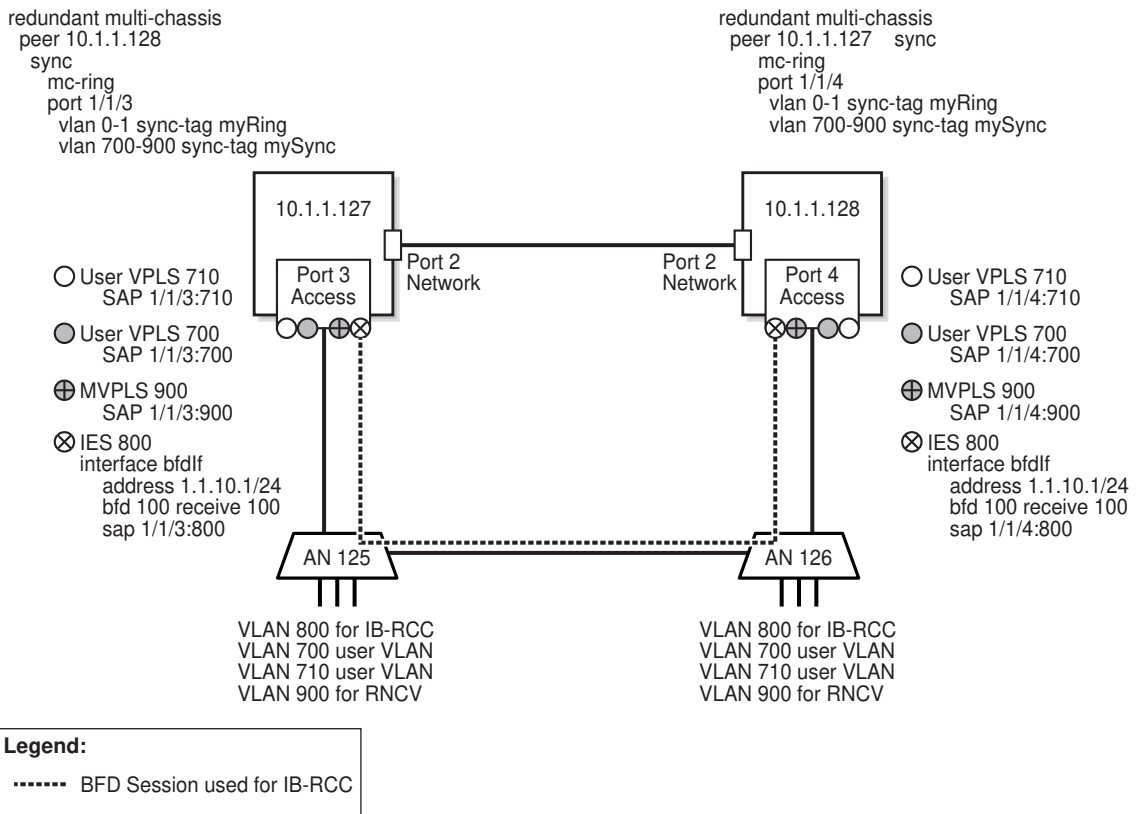 redundant multi-chassis
peer 10.1.1.128
sync
mc-ring
port 1/1/3
vlan 0-1 sync-tag myRing
vlan 700-900 sync-tag mySync
redundant multi-chassis
peer 10.1.1.127 sync
mc-ring
port 1/1/4
vlan 0-1 sync-tag myRing
vlan 700-900 sync-tag mySync
10.1.1.127
Port 2
Network
Port 3
Access
10.1.1.128
Port 2
Network
Port 4
Access
User VPLS 710
SAP 1/1/3:710
User VPLS 700
SAP 1/1/3:700
MVPLS 900
SAP 1/1/3:900
IES 800
interface bfdIf
address 1.1.10.1/24
bfd 100 receive 100
sap 1/1/3:800
User VPLS 710
SAP 1/1/4:710
User VPLS 700
SAP 1/1/4:700
MVPLS 900
SAP 1/1/4:900
IES 800
interface bfdIf
address 1.1.10.1/24
bfd 100 receive 100
sap 1/1/4:800
AN 125
AN 126
VLAN 800 for IB-RCC
VLAN 700 user VLAN
VLAN 710 user VLAN
VLAN 900 for RNCV
VLAN 800 for IB-RCC
VLAN 700 user VLAN
VLAN 710 user VLAN
VLAN 900 for RNCV
Legend:
BFD Session used for IB-RCC